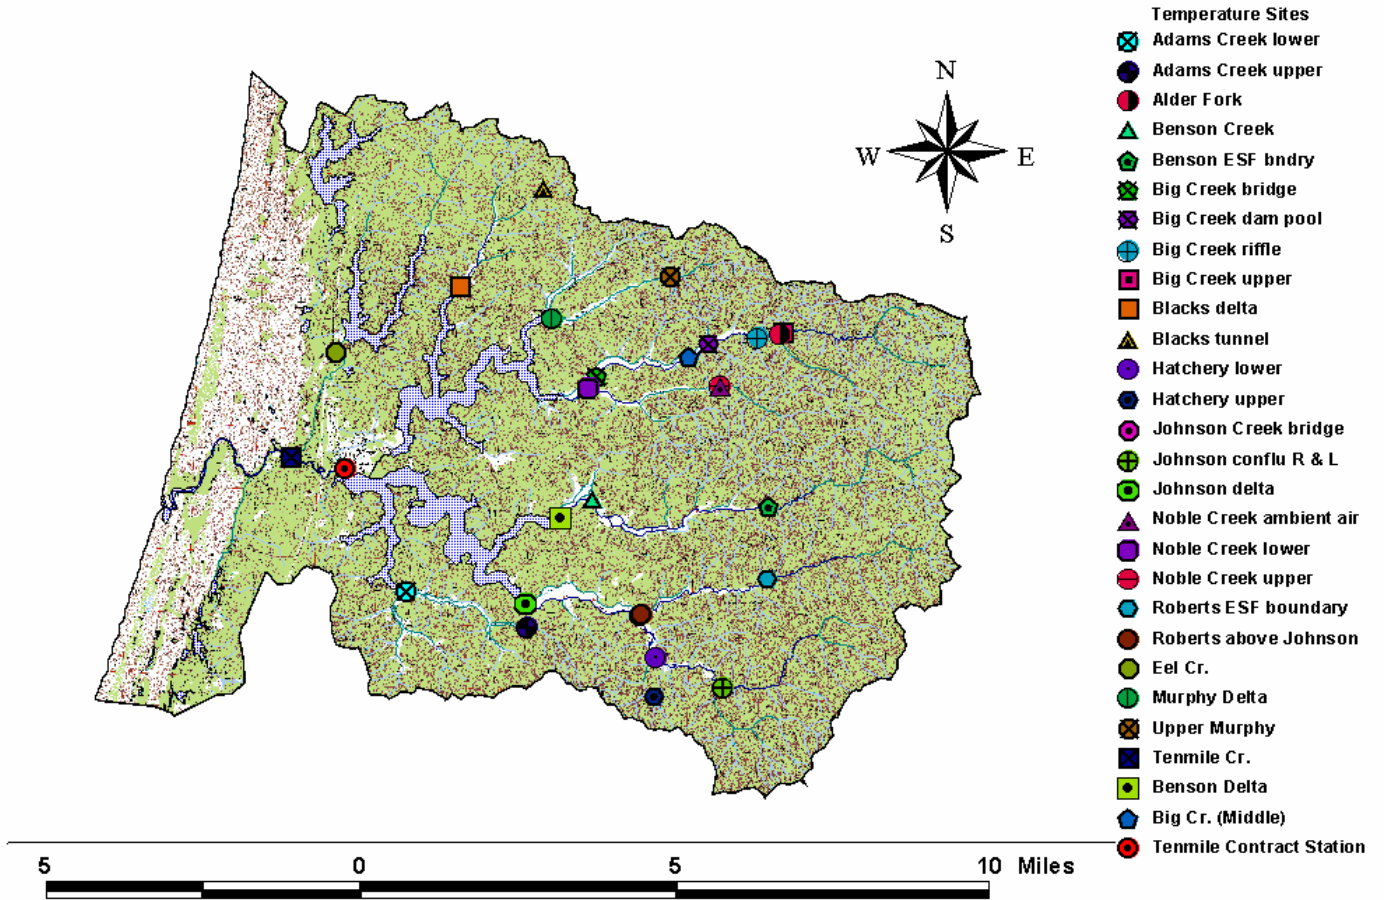 Temperature Sites
Adams Creek lower
Adams Creek upper
Alder Fork
Benson Creek
Benson ESF bndry
Big Creek bridge
Big Creek dam pool
Big Creek riffle
Big Creek upper
Blacks delta
Blacks tunnel
Hatchery lower
Hatchery upper
Johnson Creek bridge
Johnson conflu R & L
Johnson delta
Noble Creek ambient air
Noble Creek lower
Noble Creek upper
Roberts ESF boundary
Roberts above Johnson
Eel Cr.
Murphy Delta
Upper Murphy
Tenmile Cr.
Benson Delta
Big Cr. (Middle)
Tenmile Contract Station
N
W E
S
5 0 5 10 Miles